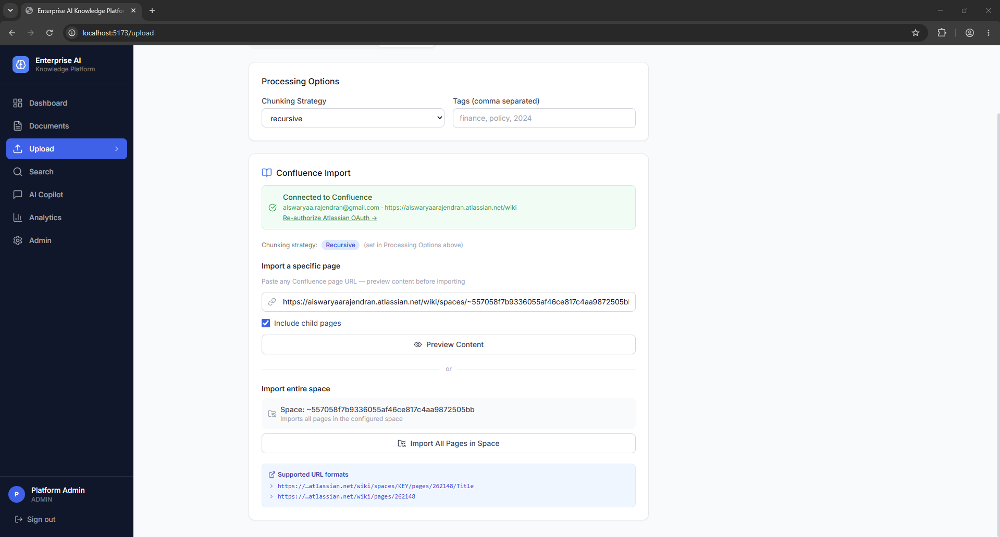 Enterprise AI Knowledge Platfo
localhost:5173/upload
Enterprise AI
Knowledge Platform
Dashboard
Documents
Upload
Search
AI Copilot
Analytics
Admin
P
Platform Admin
ADMIN
Sign out
Processing Options
Chunking Strategy
Tags (comma separated)
recursive
finance, policy, 2024
Confluence Import
Connected to Confluence
aiswaryaa.rajendran@gmail.com · https://aiswaryaarajendran.atlassian.net/wiki
Re-authorize Atlassian OAuth →
Chunking strategy: Recursive (set in Processing Options above)
Import a specific page
Paste any Confluence page URL — preview content before importing
https://aiswaryaarajendran.atlassian.net/wiki/spaces/~557058f7b9336055af46ce817c4aa9872505b
Include child pages
Preview Content
or
Import entire space
Space: ~557058f7b9336055af46ce817c4aa9872505bb
Imports all pages in the configured space
Import All Pages in Space
Supported URL formats
https://…atlassian.net/wiki/spaces/KEY/pages/262148/Title
https://…atlassian.net/wiki/pages/262148